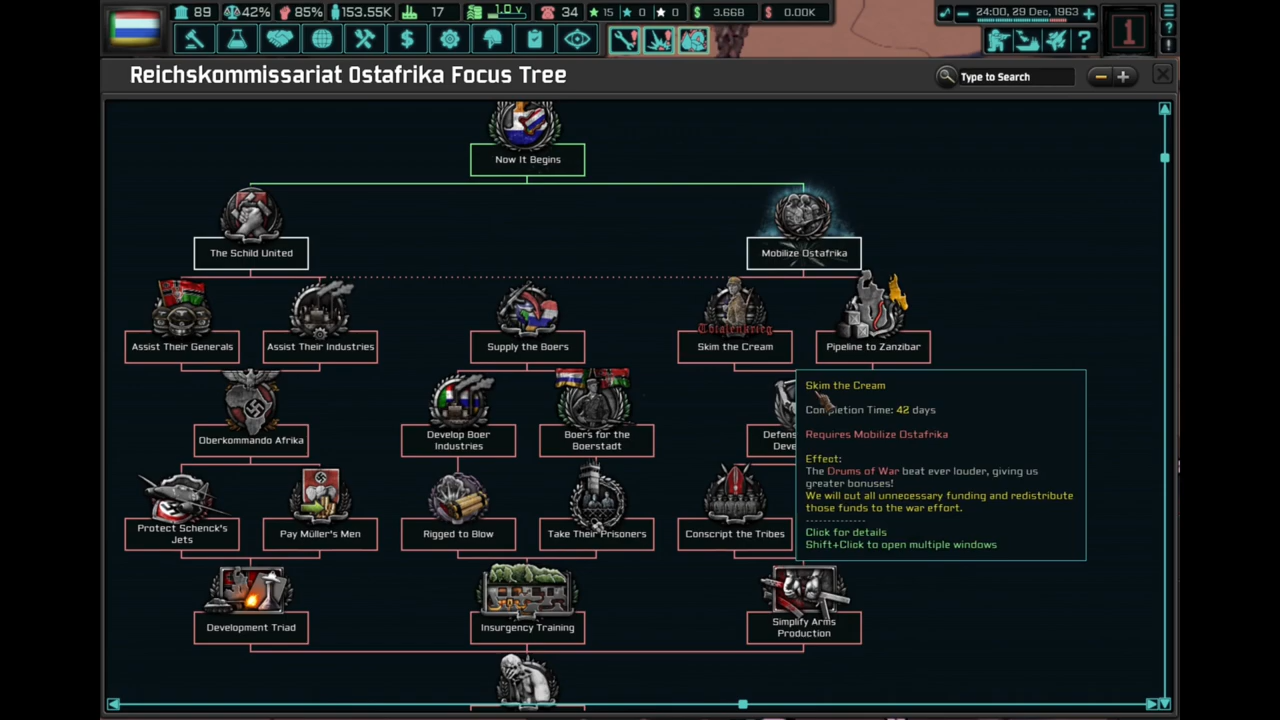 89 42% 85% 153.55K 17 1.0 v 34 15 0 0 $ 3.66B $ 0.00K 24:00, 29 Dec, 1963
Reichskommissariat Ostafrika Focus Tree
Type to Search
Now It Begins
The Schild United
Mobilize Ostafrika
Totalenkrieg
Assist Their Generals
Assist Their Industries
Supply the Boers
Skim the Cream
Pipeline to Zanzibar
Skim the Cream
Completion Time: 42 days
Requires Mobilize Ostafrika
Effect:
The Drums of War beat ever louder, giving us
greater bonuses!
We will cut all unnecessary funding and redistribute
those funds to the war effort.
--------------
Click for details
Shift+Click to open multiple windows
Oberkommando Afrika
Develop Boer
Industries
Boers for the
Boerstadt
Defens
Deve
Protect Schenck's
Jets
Pay Müller's Men
Rigged to Blow
Take Their Prisoners
Conscript the Tribes
Development Triad
Insurgency Training
Simplify Arms
Production